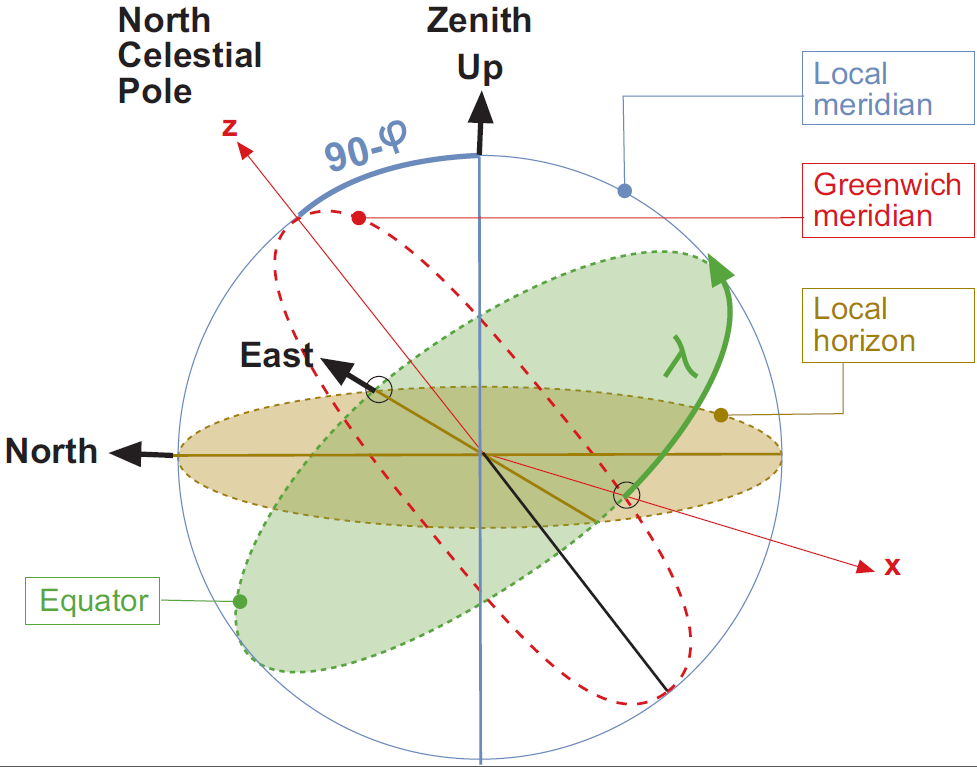 North
Celestial
Pole
Zenith
Up
Local
meridian
z
90-φ
Greenwich
meridian
Local
horizon
East
λ
North
x
Equator